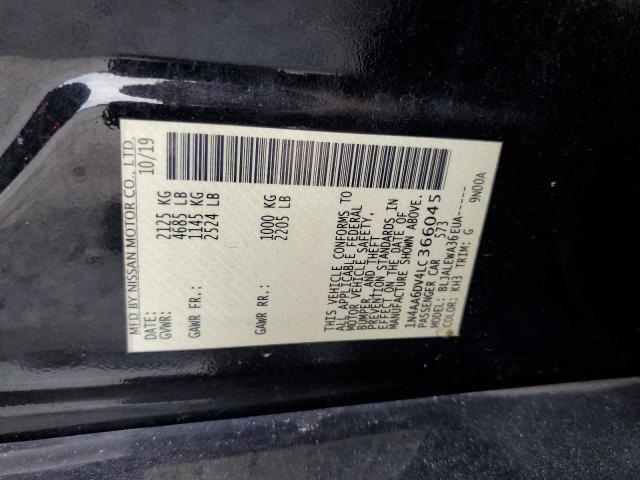 MFD BY NISSAN MOTOR CO., LTD.
DATE: 10/19
GVWR: 2125 KG
4685 LB
GAWR FR.: 1145 KG
2524 LB
GAWR RR.: 1000 KG
2205 LB
THIS VEHICLE CONFORMS TO
ALL APPLICABLE FEDERAL
MOTOR VEHICLE SAFETY,
BUMPER, AND THEFT
PREVENTION STANDARDS IN
EFFECT ON THE DATE OF
MANUFACTURE SHOWN ABOVE.
1N4AA6DV4LC366045
PASSENGER CAR 573
MODEL: BLJALEWA36EUA------
COLOR: KH3 TRIM: G 9N00A